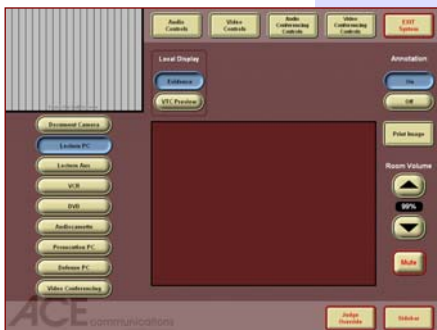 Audio
Controls
Video
Controls
Audio
Conferencing
Controls
Video
Conferencing
Controls
EXIT
System
Local Display
Evidence
VTC Preview
Annotation
On
Off
Print Image
Room Volume
99%
Mute
Document Camera
Lectern PC
Lectern Aux
VCR
DVD
Audiocassette
Prosecution PC
Defense PC
Video Conferencing
ACE communications
Judge
Override
Sidebar